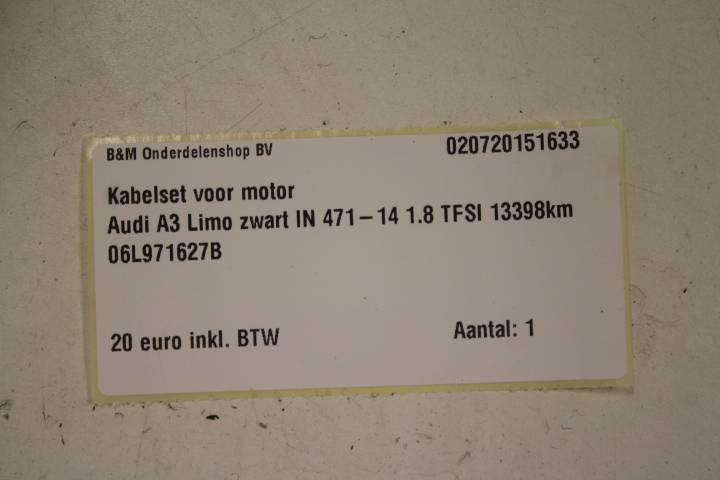 B&M Onderdelenshop BV 020720151633
Kabelset voor motor
Audi A3 Limo zwart IN 471-14 1.8 TFSI 13398km
06L971627B
20 euro inkl. BTW Aantal: 1